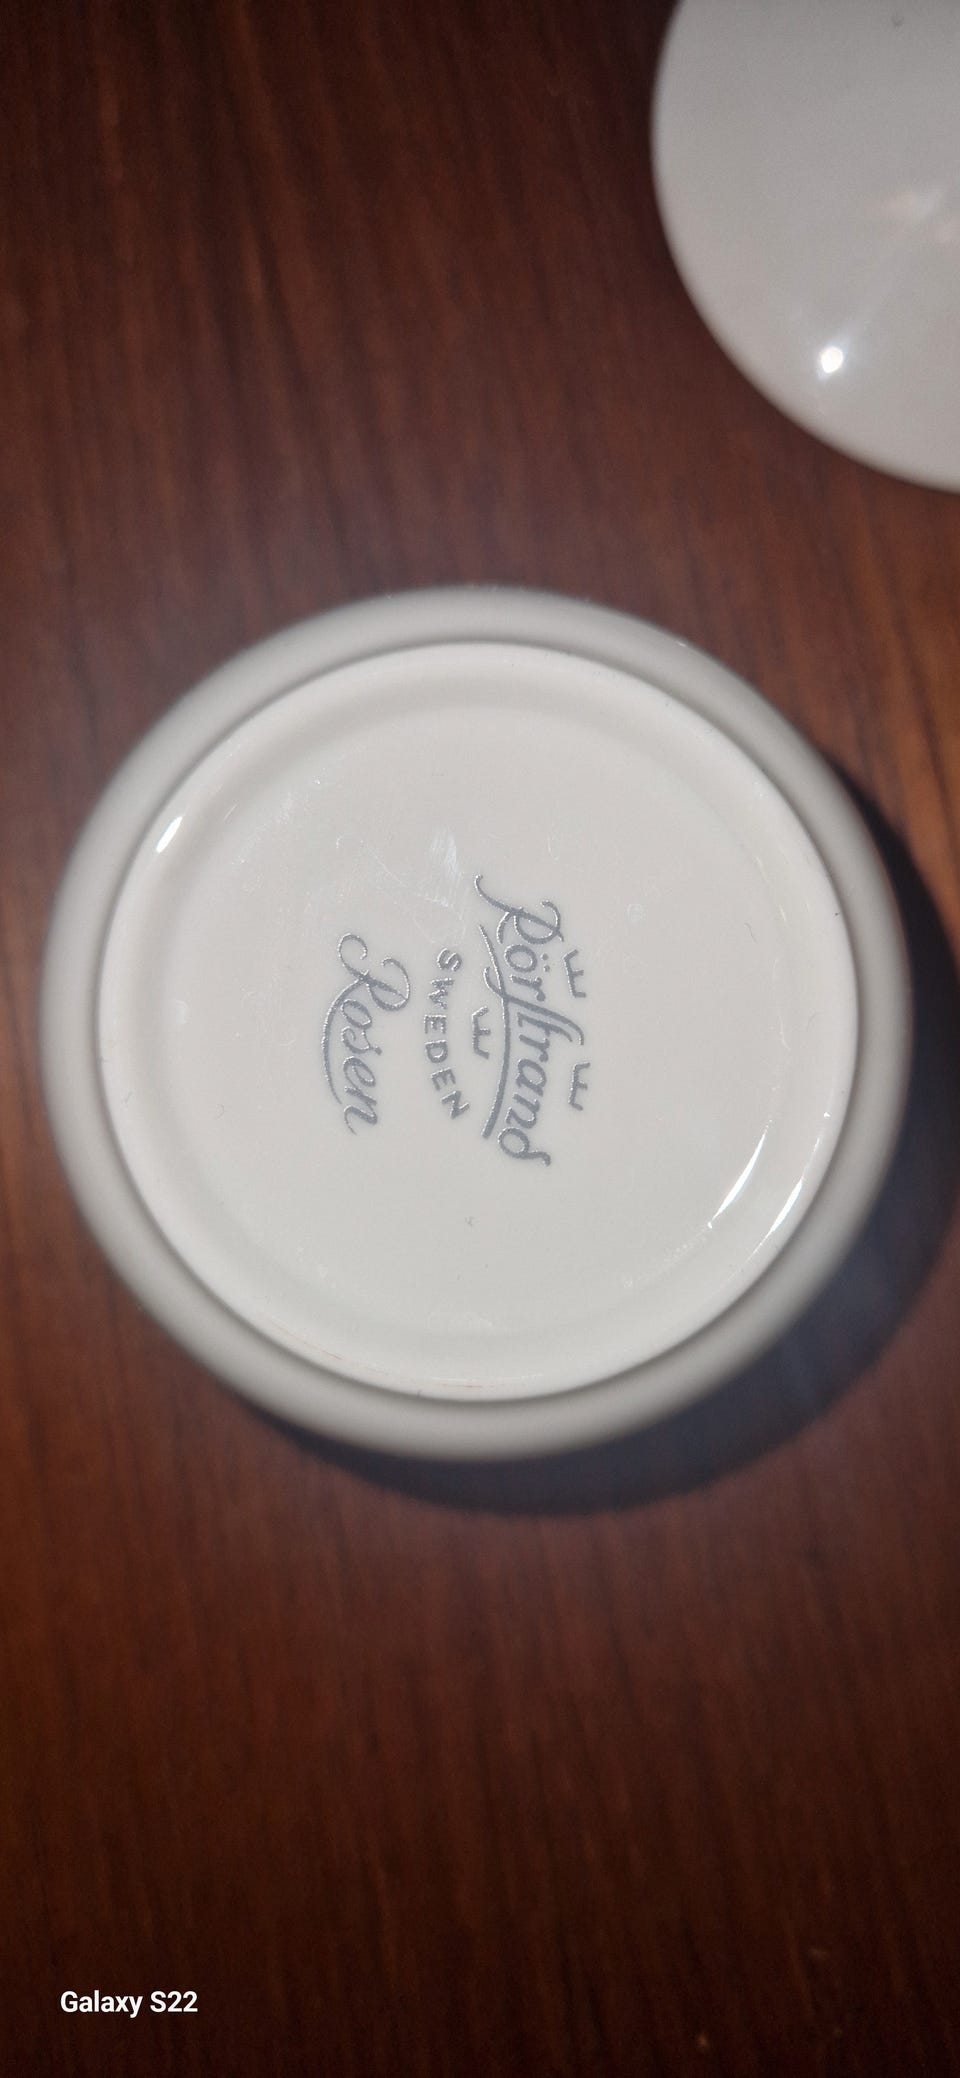 Rörstrand
SWEDEN
Rosen
Galaxy S22